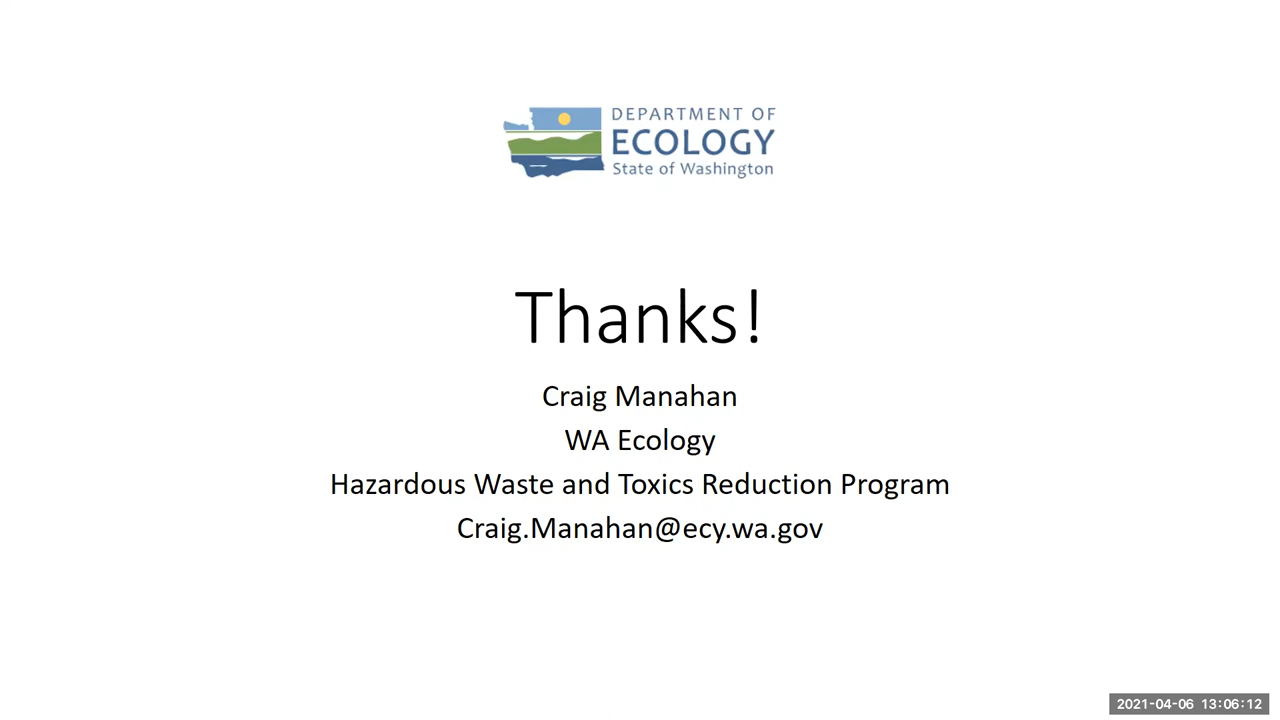 DEPARTMENT OF
ECOLOGY
State of Washington
Thanks!
Craig Manahan
WA Ecology
Hazardous Waste and Toxics Reduction Program
Craig.Manahan@ecy.wa.gov
2021-04-06 13:06:12